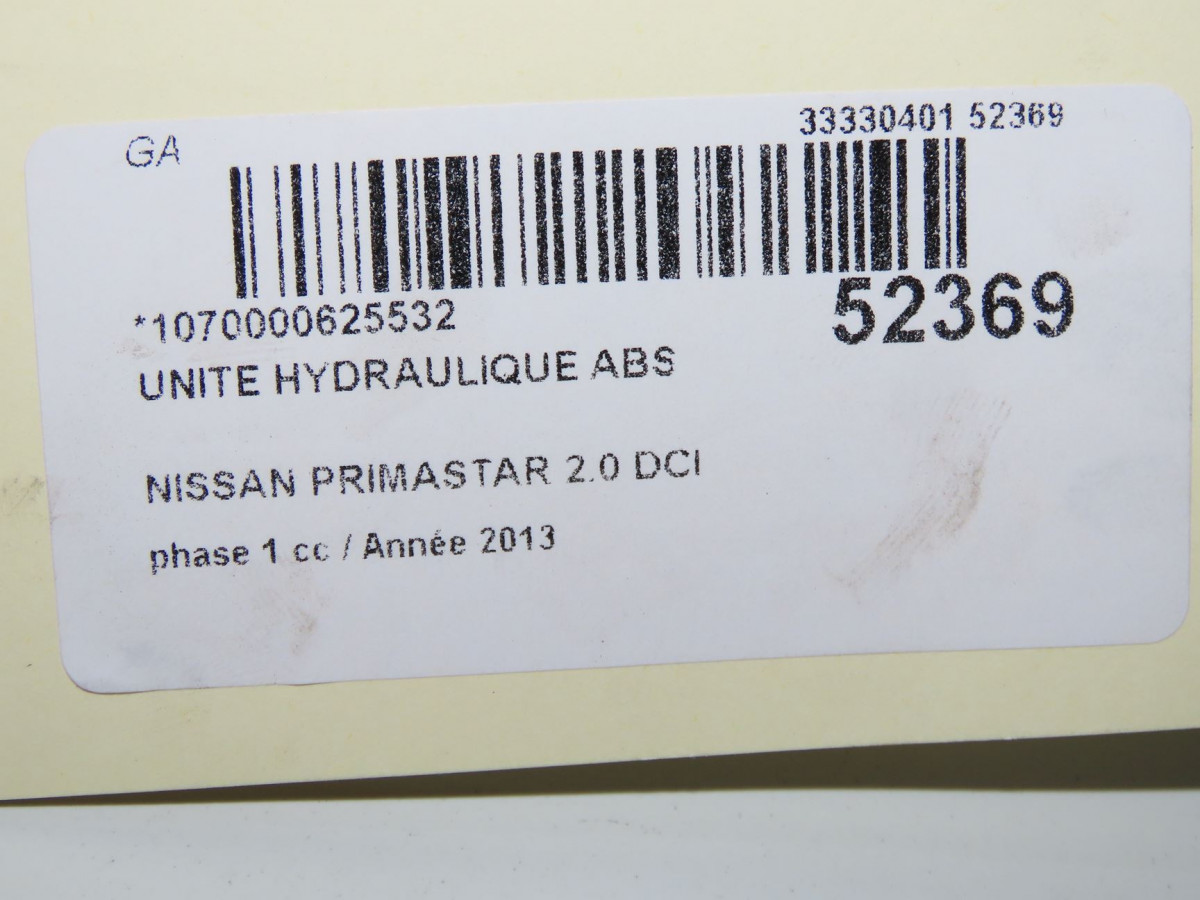 GA
33330401 52369
*1070000625532
52369
UNITE HYDRAULIQUE ABS
NISSAN PRIMASTAR 2.0 DCI
phase 1 cc / Année 2013